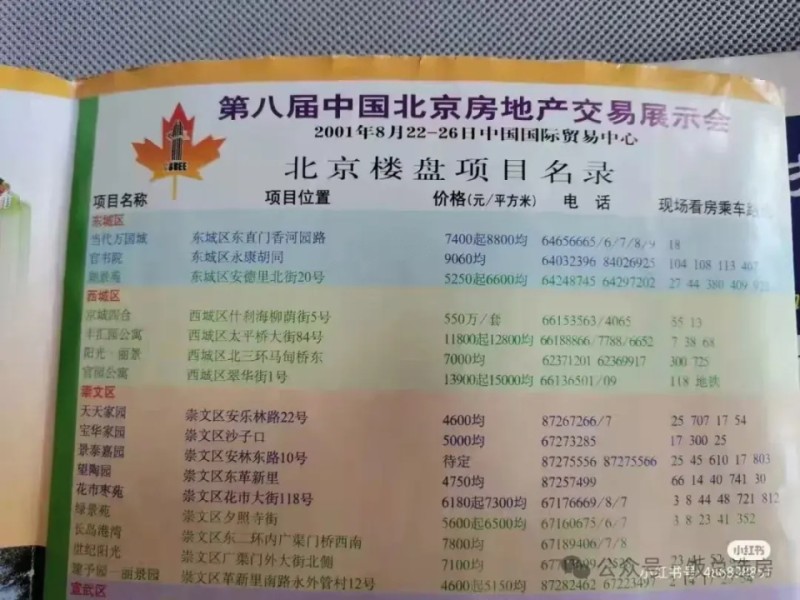 第八届中国北京房地产交易展示会
2001年8月22-26日中国国际贸易中心
北京楼盘项目名录
项目名称 项目位置 价格(元/平方米) 电 话 现场看房乘车路
东城区
当代万国城 东城区东直门香河园路 7400起8800均 64656665/6/7/8/9 18
官书院 东城区永康胡同 9060均 64032396 84026925 104 108 113 407
湖景苑 东城区安德里北街20号 5250起6600均 64248745 64297202 27 44 380 409
西城区
京城四合 西城区什刹海柳荫街5号 550万/套 66153563/4065 55 13
丰汇园公寓 西城区太平桥大街84号 11800起12800均 66188866/7788/6652 7 38 68
阳光·丽景 西城区北三环马甸桥东 7000均 62371201 62369917 300 725
官园公寓 西城区翠华街1号 13900起15000均 66136501/09 118 地铁
崇文区
天天家园 崇文区安乐林路22号 4600均 87267266/7 25 707 17 54
宝华家园 崇文区沙子口 5000均 67273285 17 300 25
景泰嘉园 崇文区安林东路10号 待定 87275556 87275566 25 45 610 17 803
望陶园 崇文区东革新里 4750均 87257499 66 14 40 741 30
花市枣苑 崇文区花市大街118号 6180起7300均 67176669/8/7 3 8 44 48 721 812
绿景苑 崇文区夕照寺街 5600起6500均 67160675/6/7 3 8 23 41 352
长岛港湾 崇文区东二环内广渠门桥西南 7800均 67189406/7/8
世纪阳光 崇文区广渠门外大街北侧 7100均 23
建予园一丽景园 崇文区革新里南路永外管村12号 4600起5150均 87282462
宣武区
小红书
公众号
小红书号